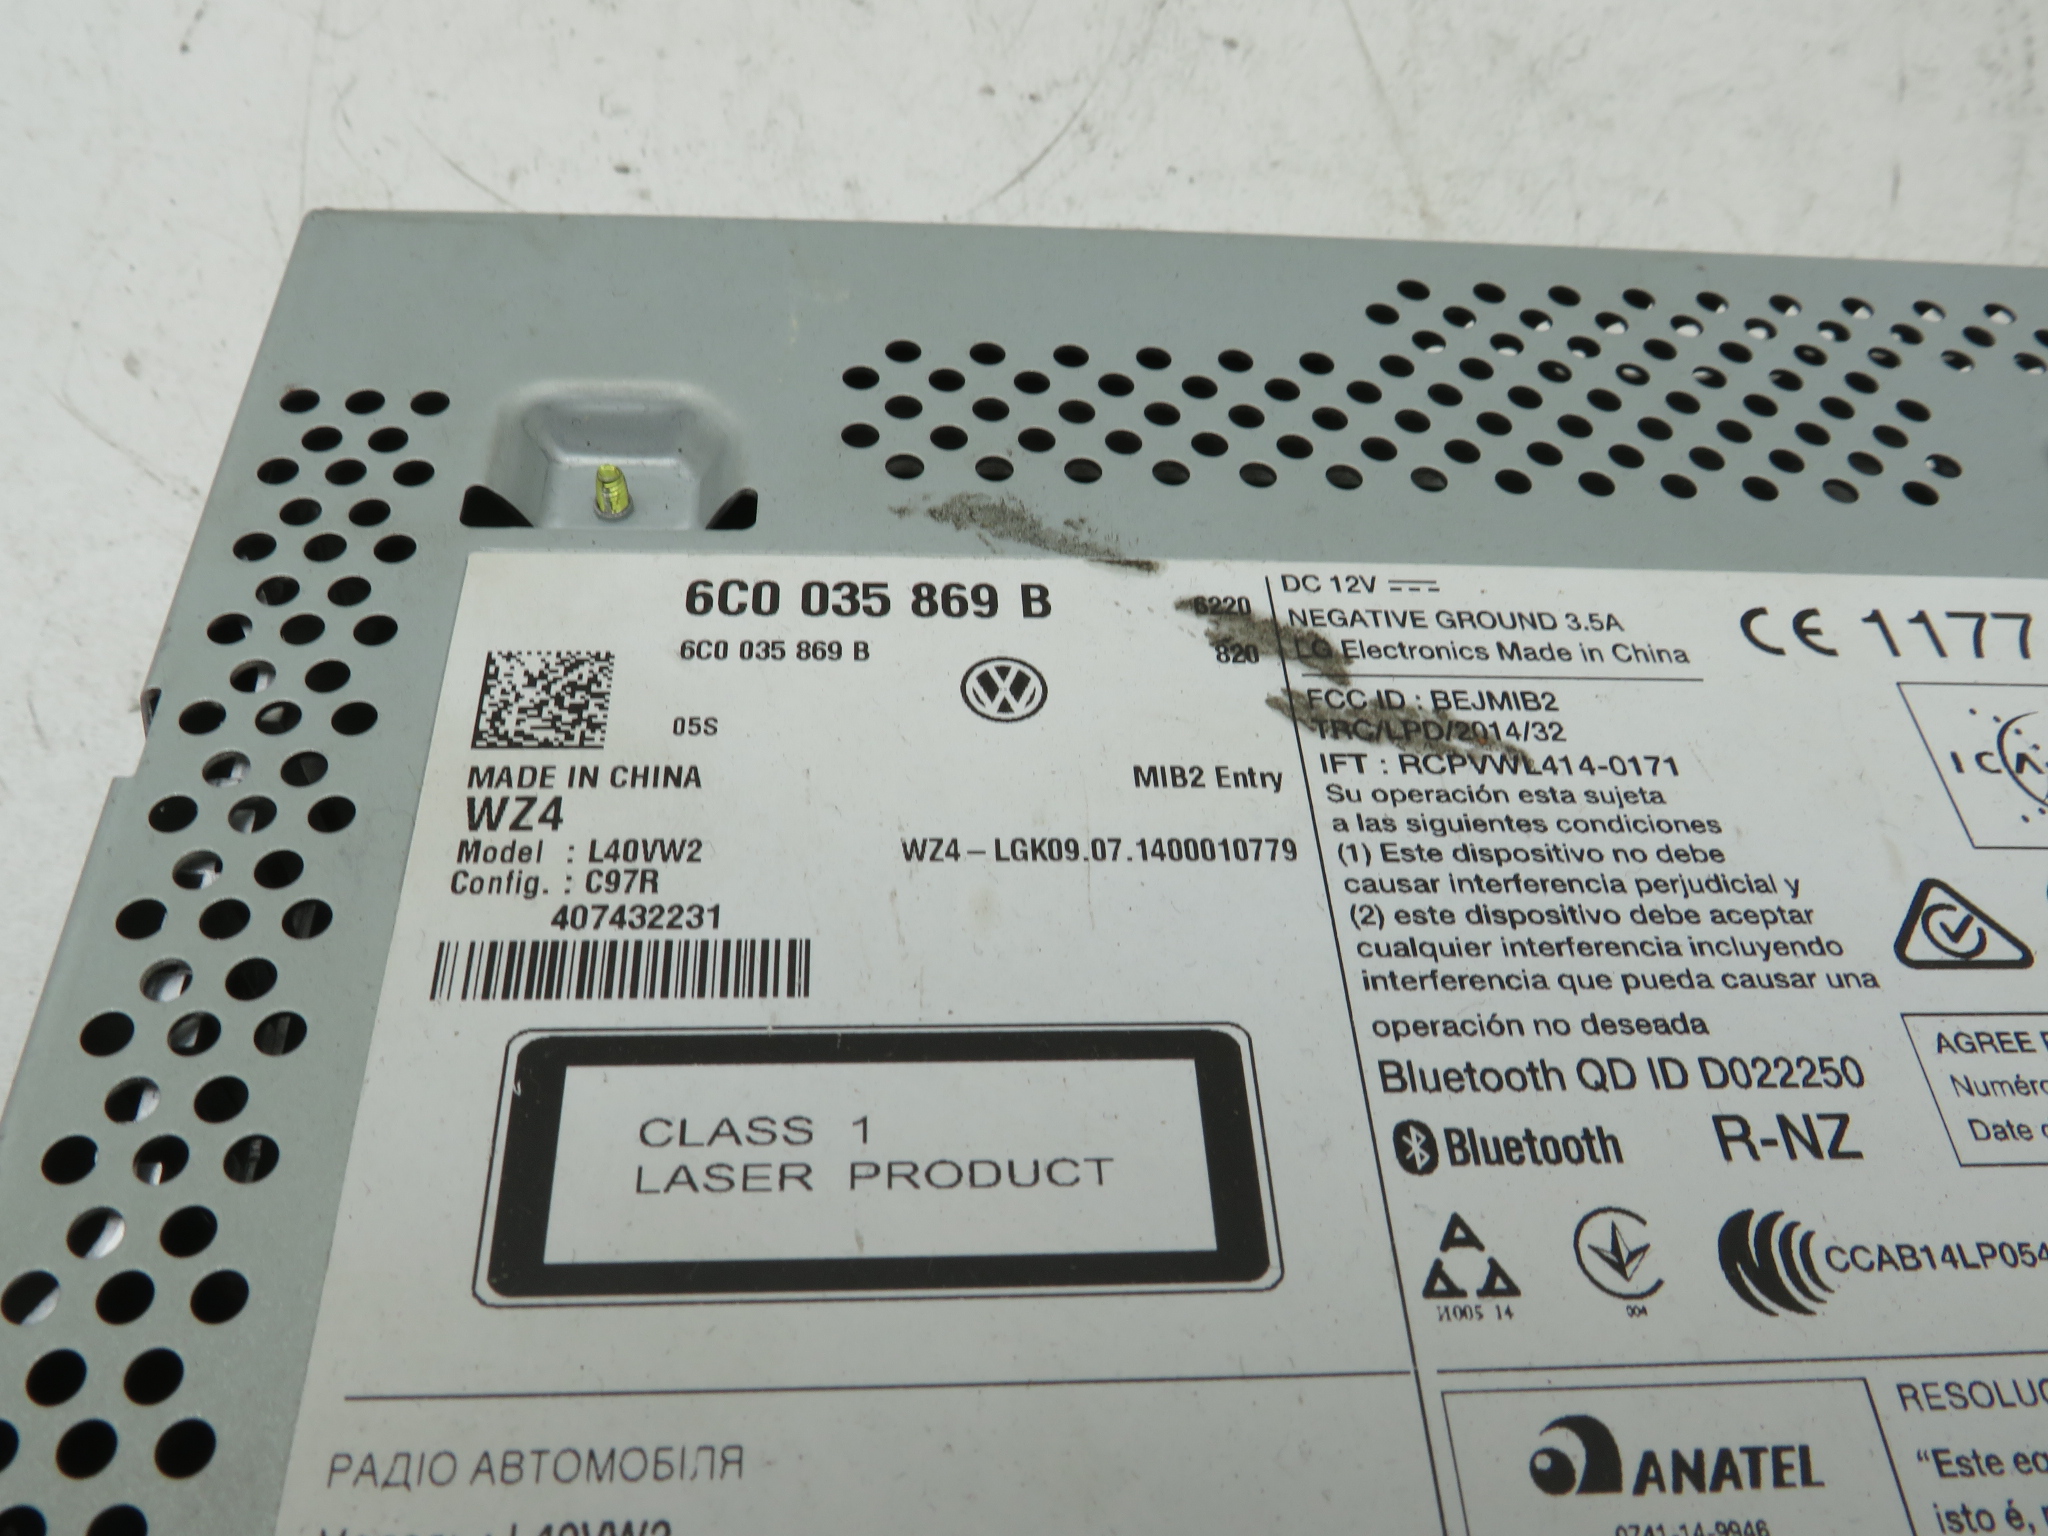 6C0 035 869 B
6C0 035 869 B
6220
820
05S
MADE IN CHINA
MIB2 Entry
WZ4
Model : L40VW2
WZ4-LGK09.07.1400010779
Config. : C97R
407432231
CLASS 1
LASER PRODUCT
РАДІО АВТОМОБІЛЯ
L40VW2
DC 12V
NEGATIVE GROUND 3.5A
LG Electronics Made in China
CE 1177
FCC ID : BEJMIB2
TRC/LPD/2014/32
IFT : RCPVWL414-0171
Su operación esta sujeta
a las siguientes condiciones
(1) Este dispositivo no debe
causar interferencia perjudicial y
(2) este dispositivo debe aceptar
cualquier interferencia incluyendo
interferencia que pueda causar una
operación no deseada
Bluetooth QD ID D022250
Bluetooth
R-NZ
AGREE
Numéro
Date
И005 14
004
CCAB14LP054
ANATEL
0741-14-9946
RESOLUÇ
"Este eq
isto é,